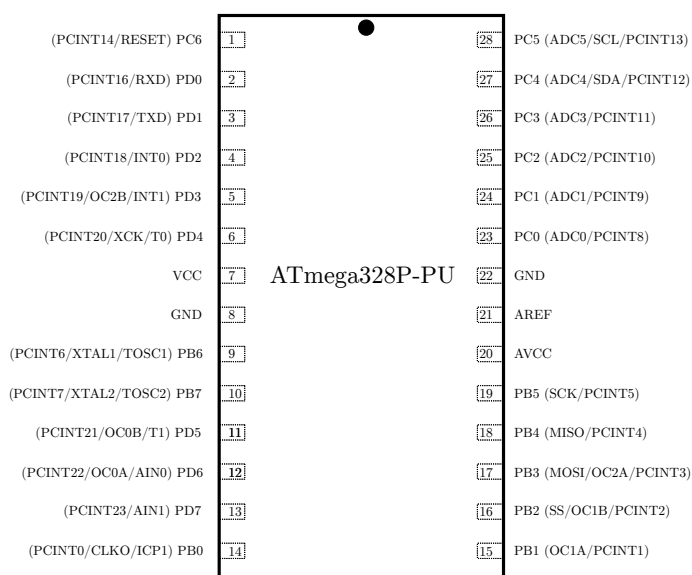 (PCINT14/RESET) PC6 1 28 PC5 (ADC5/SCL/PCINT13)
(PCINT16/RXD) PD0 2 27 PC4 (ADC4/SDA/PCINT12)
(PCINT17/TXD) PD1 3 26 PC3 (ADC3/PCINT11)
(PCINT18/INT0) PD2 4 25 PC2 (ADC2/PCINT10)
(PCINT19/OC2B/INT1) PD3 5 24 PC1 (ADC1/PCINT9)
(PCINT20/XCK/T0) PD4 6 23 PC0 (ADC0/PCINT8)
VCC 7 ATmega328P-PU 22 GND
GND 8 21 AREF
(PCINT6/XTAL1/TOSC1) PB6 9 20 AVCC
(PCINT7/XTAL2/TOSC2) PB7 10 19 PB5 (SCK/PCINT5)
(PCINT21/OC0B/T1) PD5 11 18 PB4 (MISO/PCINT4)
(PCINT22/OC0A/AIN0) PD6 12 17 PB3 (MOSI/OC2A/PCINT3)
(PCINT23/AIN1) PD7 13 16 PB2 (SS/OC1B/PCINT2)
(PCINT0/CLKO/ICP1) PB0 14 15 PB1 (OC1A/PCINT1)